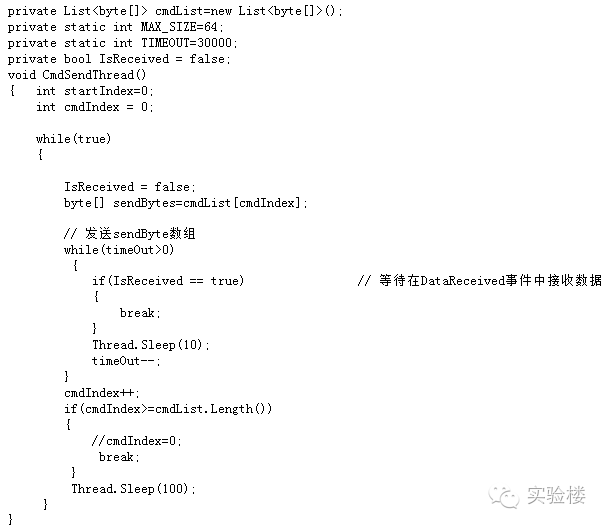 private List<byte[]> cmdList=new List<byte[]>();
private static int MAX_SIZE=64;
private static int TIMEOUT=30000;
private bool IsReceived = false;
void CmdSendThread()
{   int startIndex=0;
    int cmdIndex = 0;

    while(true)
    {

        IsReceived = false;
        byte[] sendBytes=cmdList[cmdIndex];

        // 发送sendByte数组
        while(timeOut>0)
         {
            if(IsReceived == true)                // 等待在DataReceived事件中接收数据
            {
                break;
            }
            Thread.Sleep(10);
            timeOut--;
        }
        cmdIndex++;
        if(cmdIndex>=cmdList.Length())
        {
            //cmdIndex=0;
             break;
         }
         Thread.Sleep(100);
     }
}
实验楼